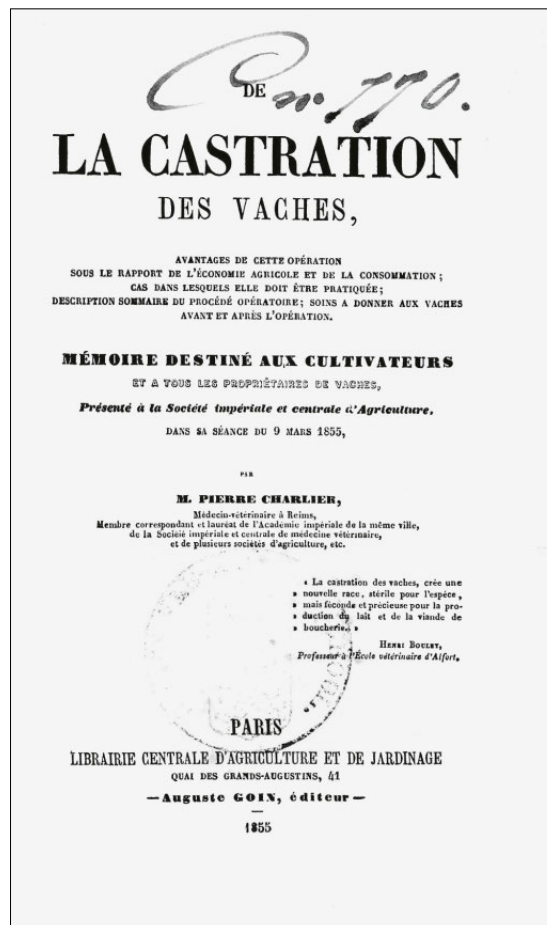 Cn. 770.
DE
LA CASTRATION
DES VACHES,
AVANTAGES DE CETTE OPÉRATION
SOUS LE RAPPORT DE L'ÉCONOMIE AGRICOLE ET DE LA CONSOMMATION ;
CAS DANS LESQUELS ELLE DOIT ÊTRE PRATIQUÉE ;
DESCRIPTION SOMMAIRE DU PROCÉDÉ OPÉRATOIRE ; SOINS A DONNER AUX VACHES
AVANT ET APRÈS L'OPÉRATION.
MÉMOIRE DESTINÉ AUX CULTIVATEURS
ET A TOUS LES PROPRIÉTAIRES DE VACHES,
Présenté à la Société impériale et centrale d'Agriculture,
DANS SA SÉANCE DU 9 MARS 1855,
PAR
M. PIERRE CHARLIER,
Médecin-vétérinaire à Reims,
Membre correspondant et lauréat de l'Académie impériale de la même ville,
de la Société impériale et centrale de médecine vétérinaire,
et de plusieurs sociétés d'agriculture, etc.
« La castration des vaches, crée une
» nouvelle race, stérile pour l'espèce,
» mais féconde et précieuse pour la pro-
» duction du lait et de la viande de
» boucherie. »
HENRI BOULEY,
Professeur à l'École vétérinaire d'Alfort.
PARIS
LIBRAIRIE CENTRALE D'AGRICULTURE ET DE JARDINAGE
QUAI DES GRANDS-AUGUSTINS, 41
— Auguste GOIN, éditeur —
1855